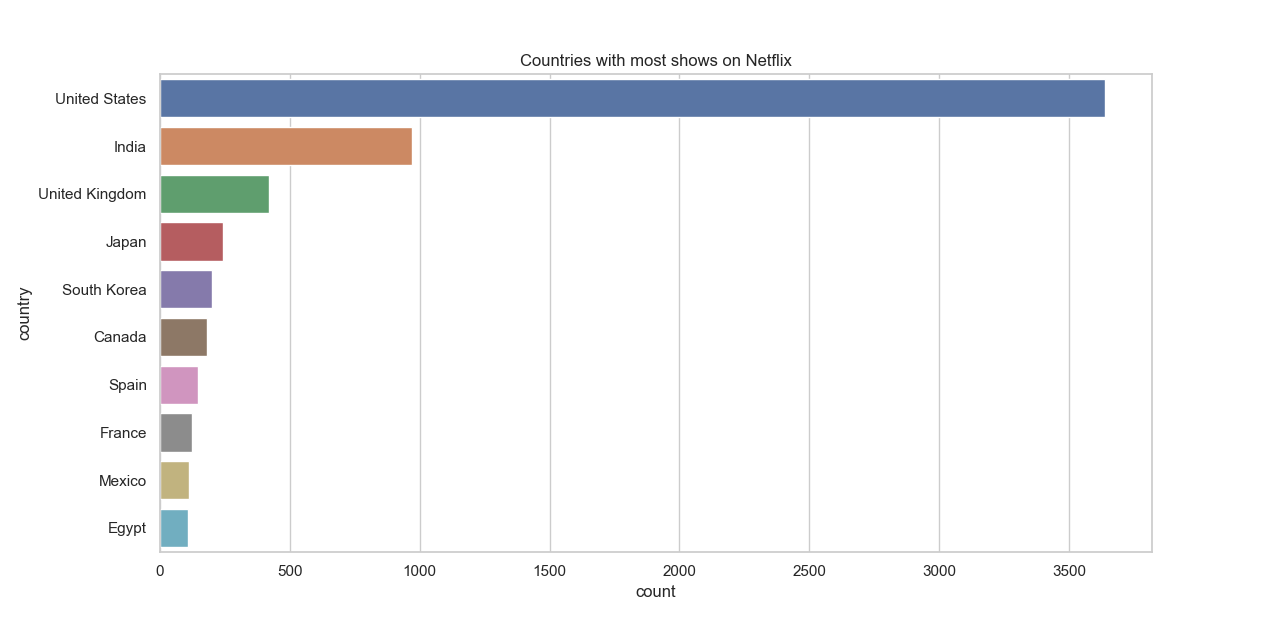 Countries with most shows on Netflix
United States
India
United Kingdom
Japan
South Korea
Canada
Spain
France
Mexico
Egypt
country
0 500 1000 1500 2000 2500 3000 3500
count